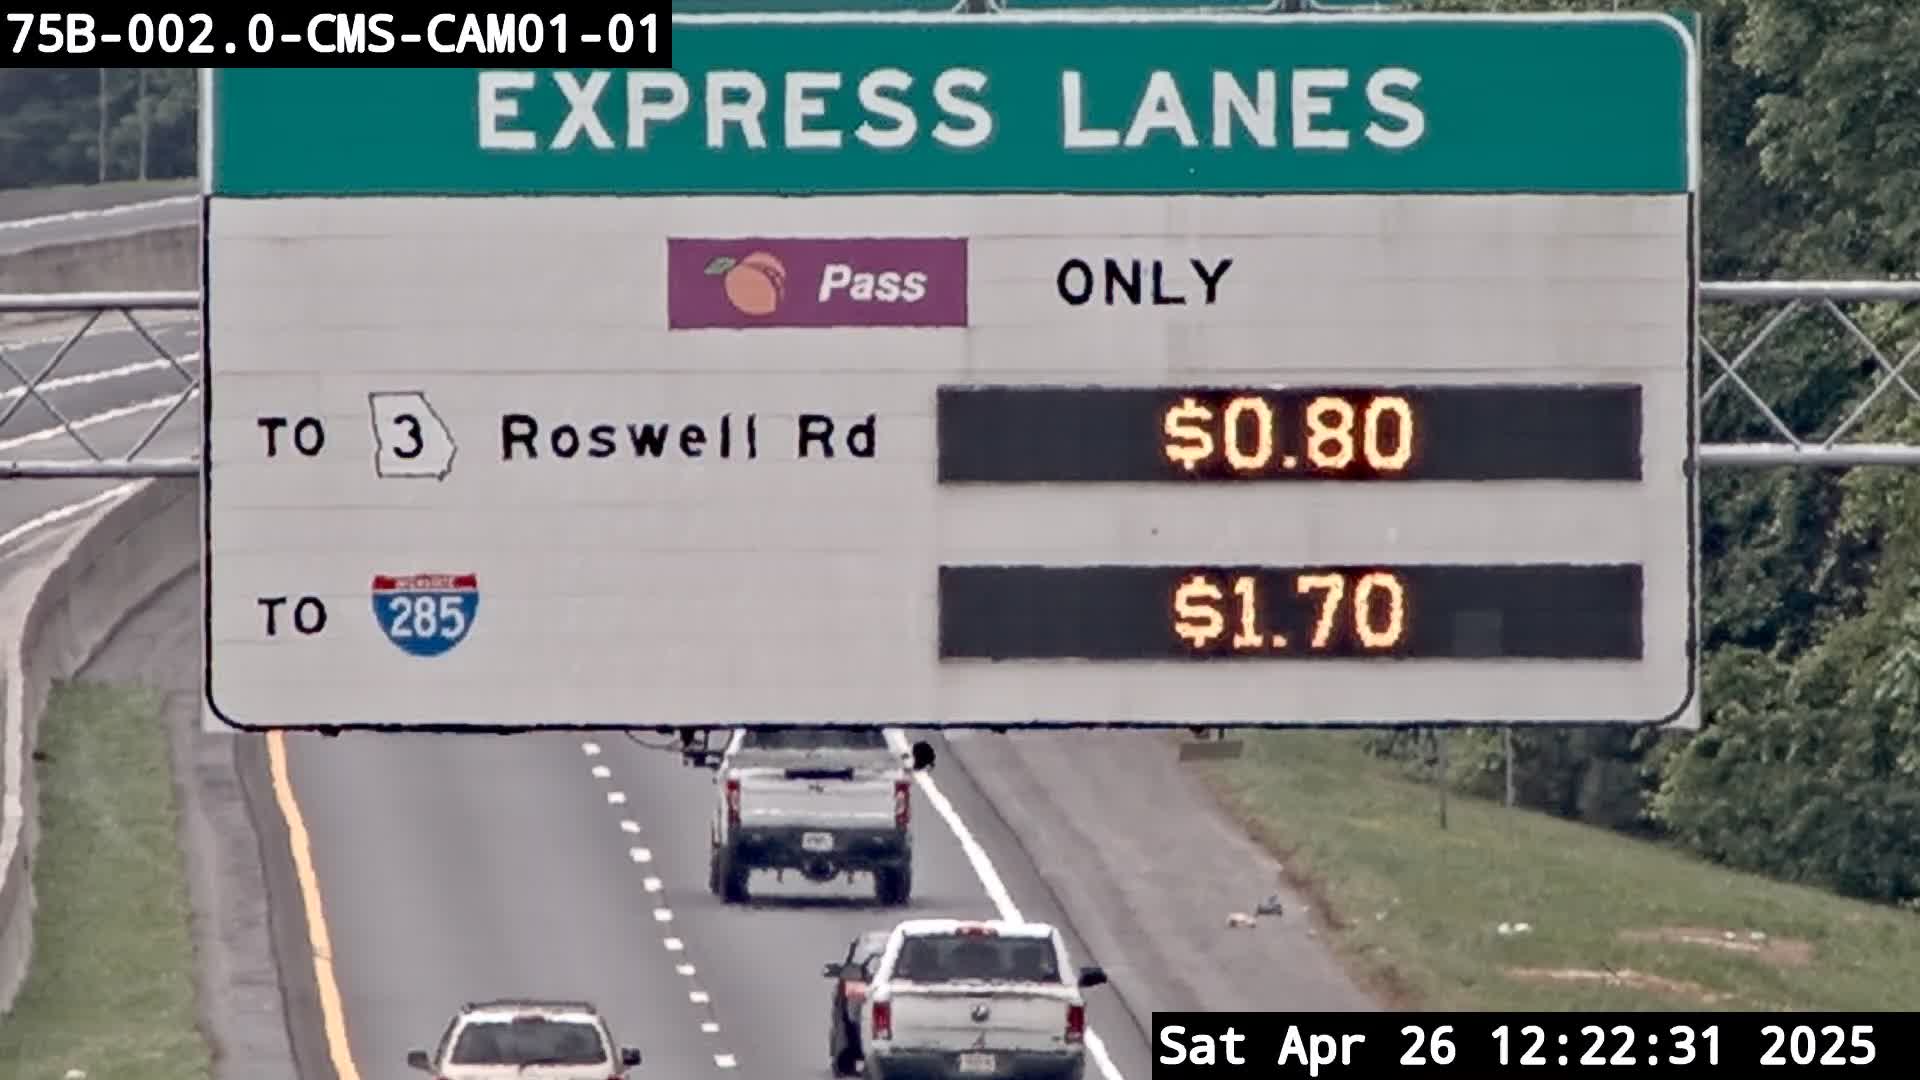 75B-002.0-CMS-CAM01-01
EXPRESS LANES
Pass ONLY
TO 3 Roswell Rd $0.80
TO INTERSTATE 285 $1.70
Sat Apr 26 12:22:31 2025